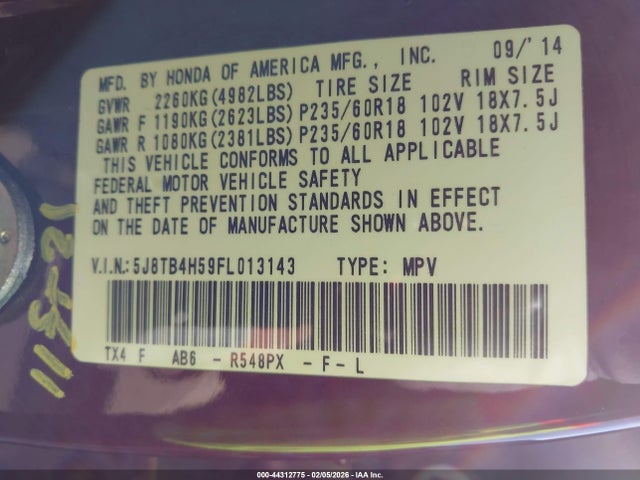 MFD. BY HONDA OF AMERICA MFG., INC. 09/'14
GVWR 2260KG(4982LBS) TIRE SIZE RIM SIZE
GAWR F 1190KG(2623LBS) P235/60R18 102V 18X7.5J
GAWR R 1080KG(2381LBS) P235/60R18 102V 18X7.5J
THIS VEHICLE CONFORMS TO ALL APPLICABLE
FEDERAL MOTOR VEHICLE SAFETY
AND THEFT PREVENTION STANDARDS IN EFFECT
ON THE DATE OF MANUFACTURE SHOWN ABOVE.
V.I.N.:5J8TB4H59FL013143 TYPE: MPV
TX4 F AB6 - R548PX - F - L
000-44312775 - 02/05/2026 - IAA Inc.